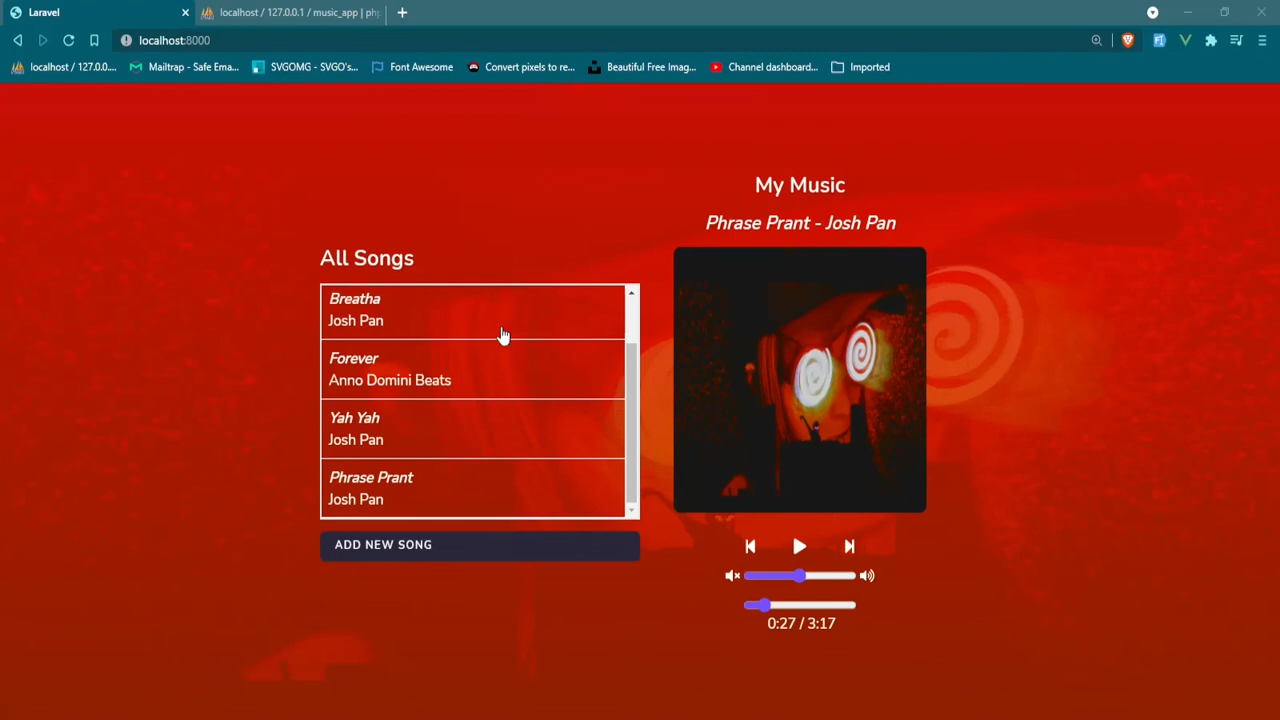 Laravel
localhost / 127.0.0.1 / music_app | php
localhost:8000
localhost / 127.0.0....
Mailtrap - Safe Ema...
SVGOMG - SVGO's...
Font Awesome
Convert pixels to re...
Beautiful Free Imag...
Channel dashboard...
Imported
My Music
Phrase Prant - Josh Pan
All Songs
Breatha
Josh Pan
Forever
Anno Domini Beats
Yah Yah
Josh Pan
Phrase Prant
Josh Pan
ADD NEW SONG
0:27 / 3:17